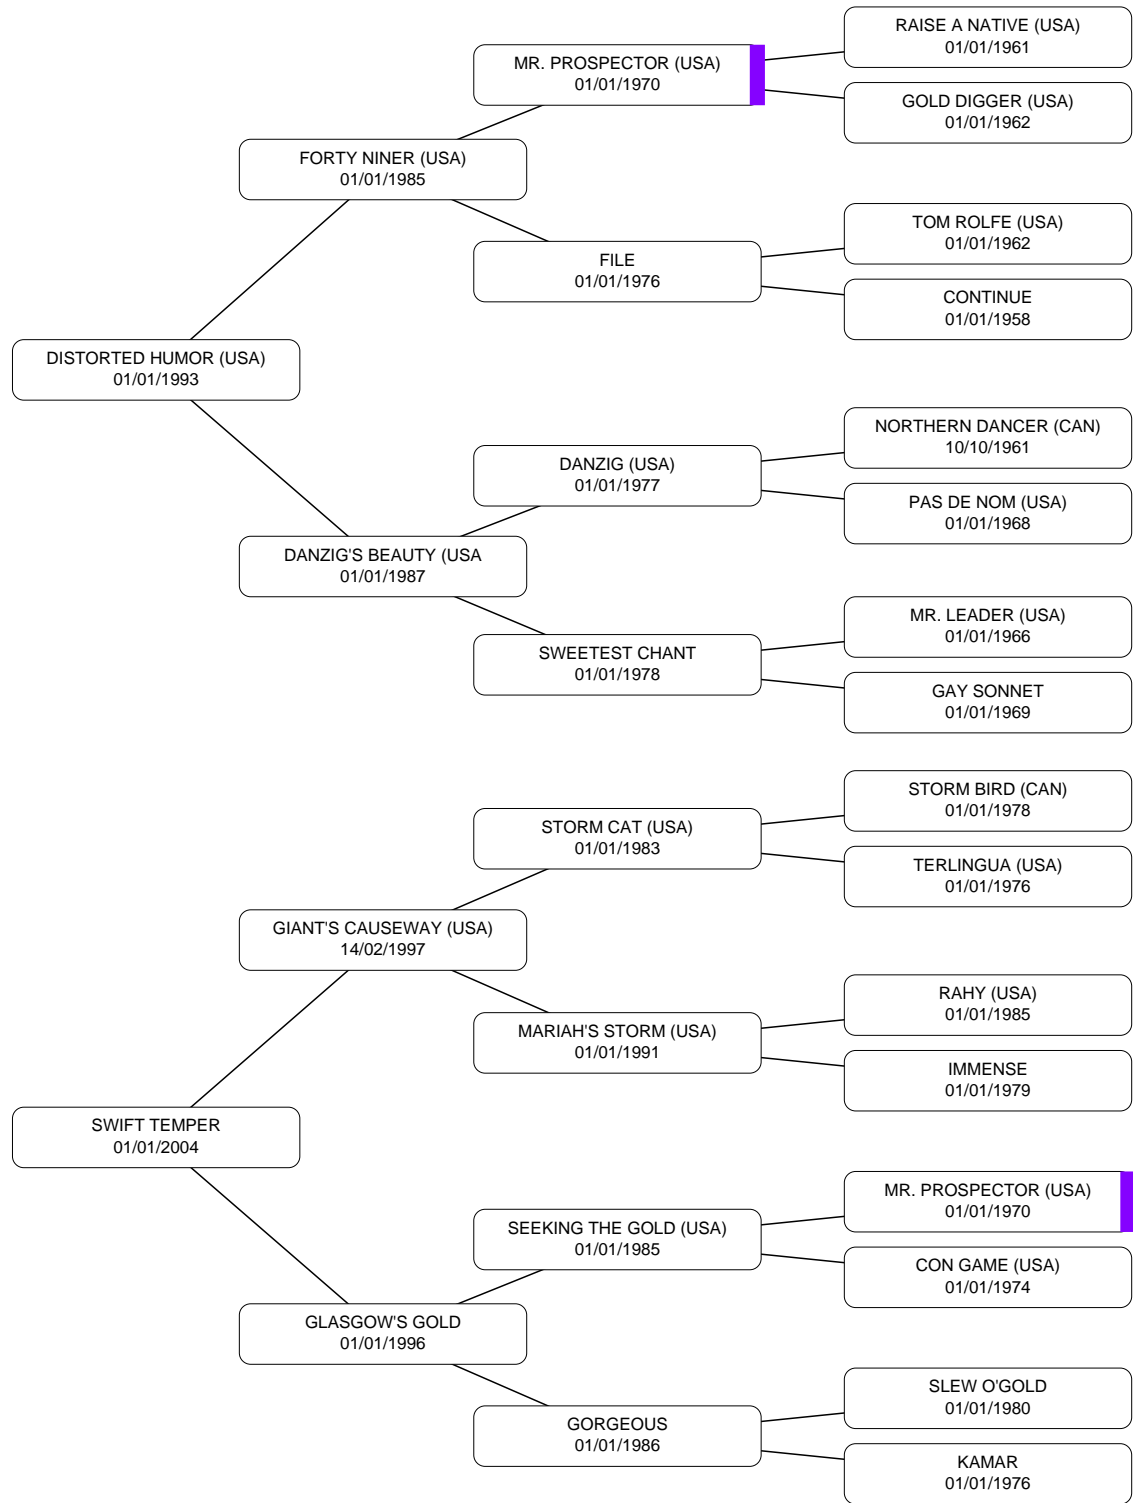 RAISE A NATIVE (USA)
01/01/1961
MR. PROSPECTOR (USA)
01/01/1970
GOLD DIGGER (USA)
01/01/1962
FORTY NINER (USA)
01/01/1985
TOM ROLFE (USA)
01/01/1962
FILE
01/01/1976
CONTINUE
01/01/1958
DISTORTED HUMOR (USA)
01/01/1993
NORTHERN DANCER (CAN)
10/10/1961
DANZIG (USA)
01/01/1977
PAS DE NOM (USA)
01/01/1968
DANZIG'S BEAUTY (USA
01/01/1987
MR. LEADER (USA)
01/01/1966
SWEETEST CHANT
01/01/1978
GAY SONNET
01/01/1969
STORM BIRD (CAN)
01/01/1978
STORM CAT (USA)
01/01/1983
TERLINGUA (USA)
01/01/1976
GIANT'S CAUSEWAY (USA)
14/02/1997
RAHY (USA)
01/01/1985
MARIAH'S STORM (USA)
01/01/1991
IMMENSE
01/01/1979
SWIFT TEMPER
01/01/2004
MR. PROSPECTOR (USA)
01/01/1970
SEEKING THE GOLD (USA)
01/01/1985
CON GAME (USA)
01/01/1974
GLASGOW'S GOLD
01/01/1996
SLEW O'GOLD
01/01/1980
GORGEOUS
01/01/1986
KAMAR
01/01/1976